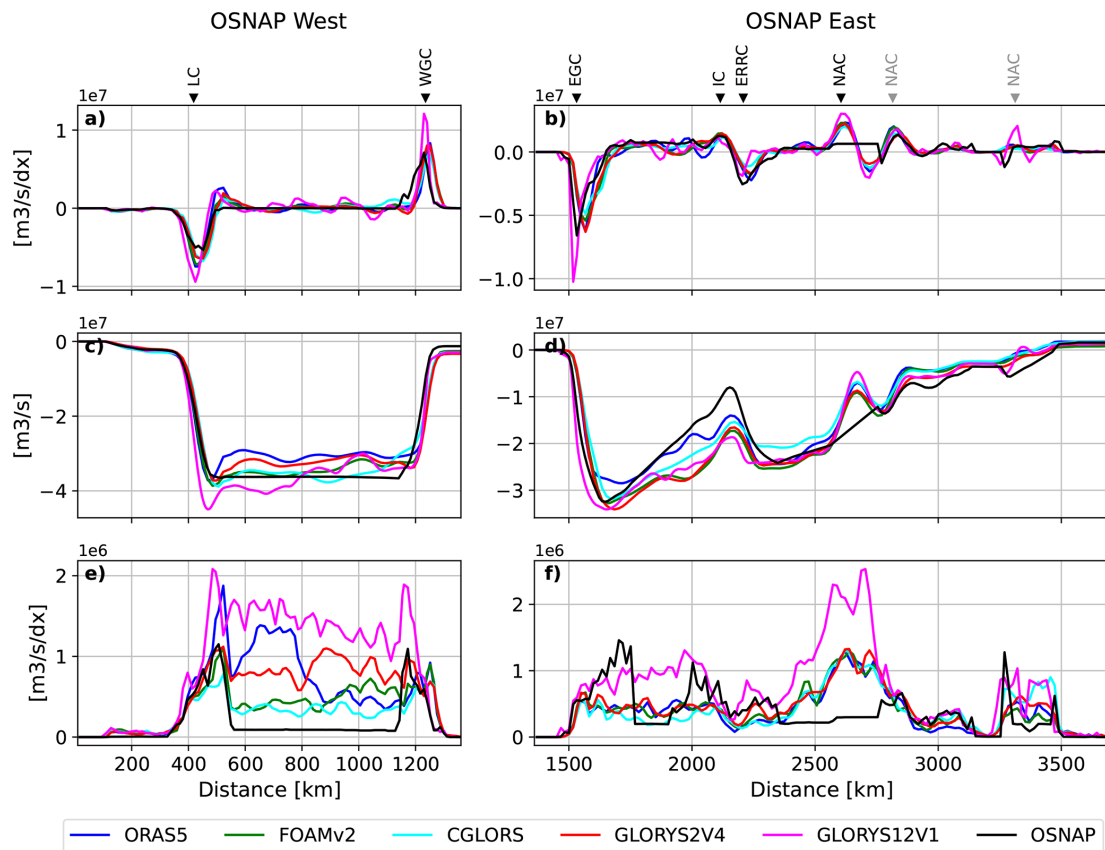 OSNAP West
OSNAP East
LC
WGC
EGC
IC
ERRC
NAC
NAC
NAC
1e7
1e7
a)
b)
[m3/s/dx]
1
0
−1
0.0
−0.5
−1.0
1e7
1e7
c)
d)
[m3/s]
0
−2
−4
0
−1
−2
−3
1e6
1e6
e)
f)
[m3/s/dx]
2
1
0
2
1
0
200 400 600 800 1000 1200
1500 2000 2500 3000 3500
Distance [km]
Distance [km]
ORAS5 FOAMv2 CGLORS GLORYS2V4 GLORYS12V1 OSNAP